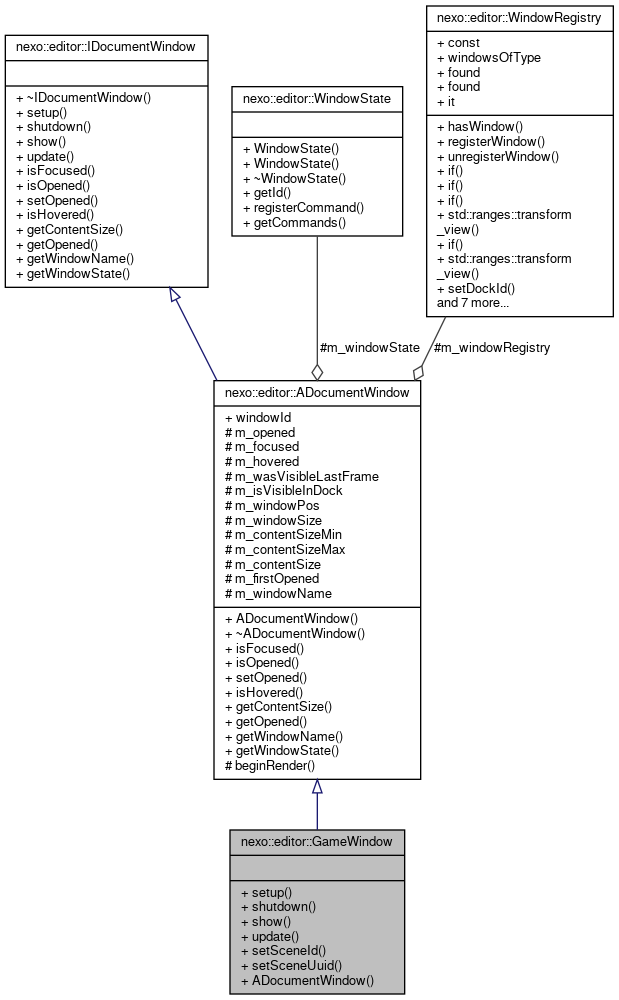 nexo::editor::IDocumentWindow
+ ~IDocumentWindow()
+ setup()
+ shutdown()
+ show()
+ update()
+ isFocused()
+ isOpened()
+ setOpened()
+ isHovered()
+ getContentSize()
+ getOpened()
+ getWindowName()
+ getWindowState()
nexo::editor::WindowState
+ WindowState()
+ WindowState()
+ ~WindowState()
+ getId()
+ registerCommand()
+ getCommands()
nexo::editor::WindowRegistry
+ const
+ windowsOfType
+ found
+ found
+ it
+ hasWindow()
+ registerWindow()
+ unregisterWindow()
+ if()
+ if()
+ if()
+ std::ranges::transform
_view()
+ if()
+ std::ranges::transform
_view()
+ setDockId()
and 7 more...
#m_windowState
#m_windowRegistry
nexo::editor::ADocumentWindow
+ windowId
# m_opened
# m_focused
# m_hovered
# m_wasVisibleLastFrame
# m_isVisibleInDock
# m_windowPos
# m_windowSize
# m_contentSizeMin
# m_contentSizeMax
# m_contentSize
# m_firstOpened
# m_windowName
+ ADocumentWindow()
+ ~ADocumentWindow()
+ isFocused()
+ isOpened()
+ setOpened()
+ isHovered()
+ getContentSize()
+ getOpened()
+ getWindowName()
+ getWindowState()
# beginRender()
nexo::editor::GameWindow
+ setup()
+ shutdown()
+ show()
+ update()
+ setSceneId()
+ setSceneUuid()
+ ADocumentWindow()